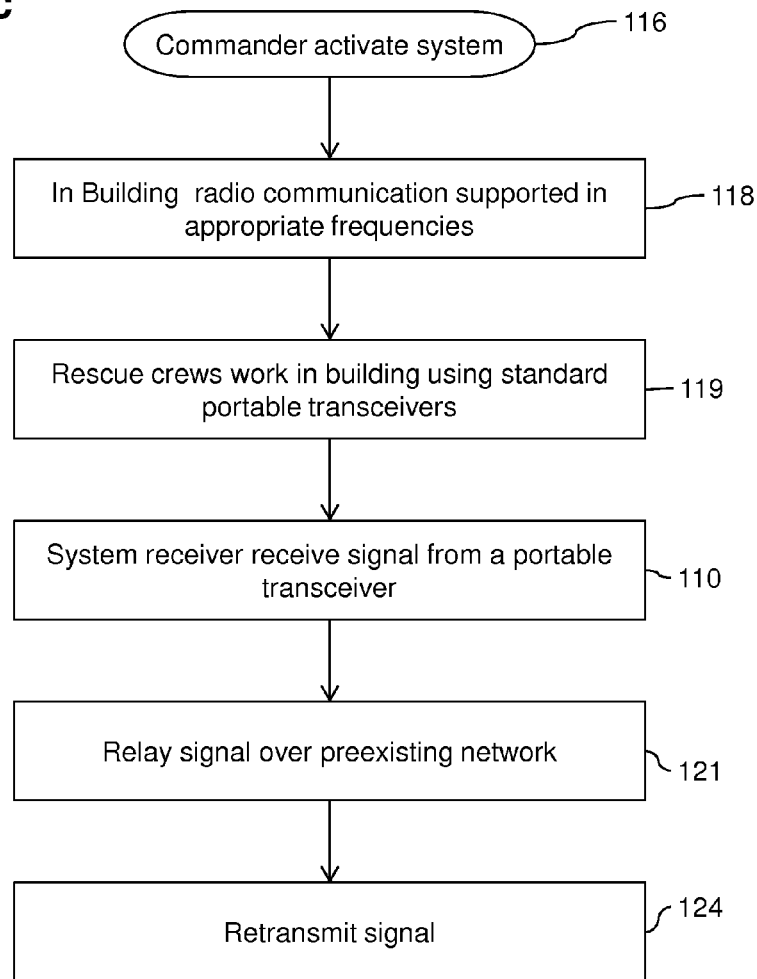 Commander activate system
116
In Building radio communication supported in
appropriate frequencies
118
Rescue crews work in building using standard
portable transceivers
119
System receiver receive signal from a portable
transceiver
110
Relay signal over preexisting network
121
Retransmit signal
124